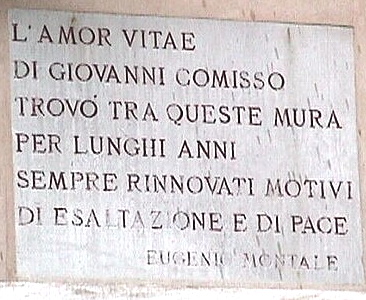 L'AMOR VITAE
DI GIOVANNI COMISSO
TROVÒ TRA QUESTE MURA
PER LUNGHI ANNI
SEMPRE RINNOVATI MOTIVI
DI ESALTAZIONE E DI PACE
EUGENIO MONTALE